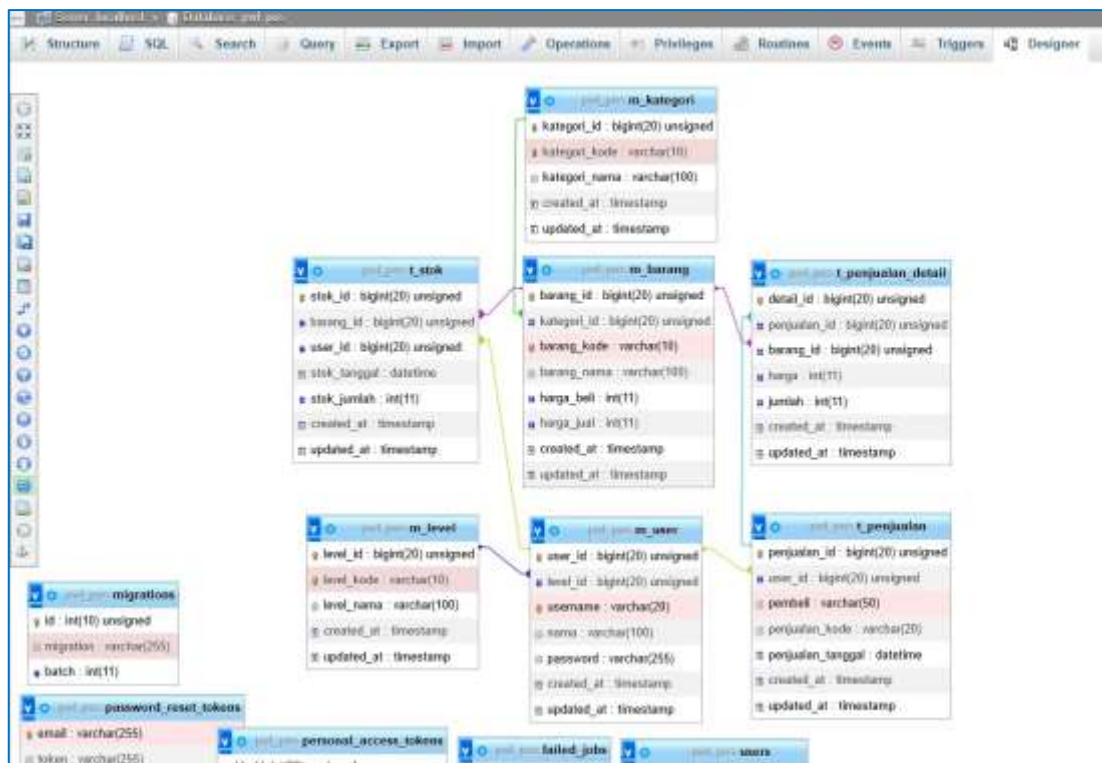 Structure SQL Search Query Export Import Operations Privileges Routines Events Triggers Designer
m_kategori
kategori_id : bigint(20) unsigned
kategori_kode : varchar(10)
kategori_nama : varchar(100)
created_at : timestamp
updated_at : timestamp
t_stok
stok_id : bigint(20) unsigned
barang_id : bigint(20) unsigned
user_id : bigint(20) unsigned
stok_tanggal : datetime
stok_jumlah : int(11)
created_at : timestamp
updated_at : timestamp
m_barang
barang_id : bigint(20) unsigned
kategori_id : bigint(20) unsigned
barang_kode : varchar(10)
barang_nama : varchar(100)
harga_beli : int(11)
harga_jual : int(11)
created_at : timestamp
updated_at : timestamp
t_penjualan_detail
detail_id : bigint(20) unsigned
penjualan_id : bigint(20) unsigned
barang_id : bigint(20) unsigned
harga : int(11)
jumlah : int(11)
created_at : timestamp
updated_at : timestamp
m_level
level_id : bigint(20) unsigned
level_kode : varchar(10)
level_nama : varchar(100)
created_at : timestamp
updated_at : timestamp
m_user
user_id : bigint(20) unsigned
level_id : bigint(20) unsigned
username : varchar(20)
nama : varchar(100)
password : varchar(255)
created_at : timestamp
updated_at : timestamp
t_penjualan
penjualan_id : bigint(20) unsigned
user_id : bigint(20) unsigned
pembeli : varchar(50)
penjualan_kode : varchar(20)
penjualan_tanggal : datetime
created_at : timestamp
updated_at : timestamp
migrations
id : int(10) unsigned
migration : varchar(255)
batch : int(11)
password_reset_tokens
email : varchar(255)
token : varchar(255)
personal_access_tokens
failed_jobs
users